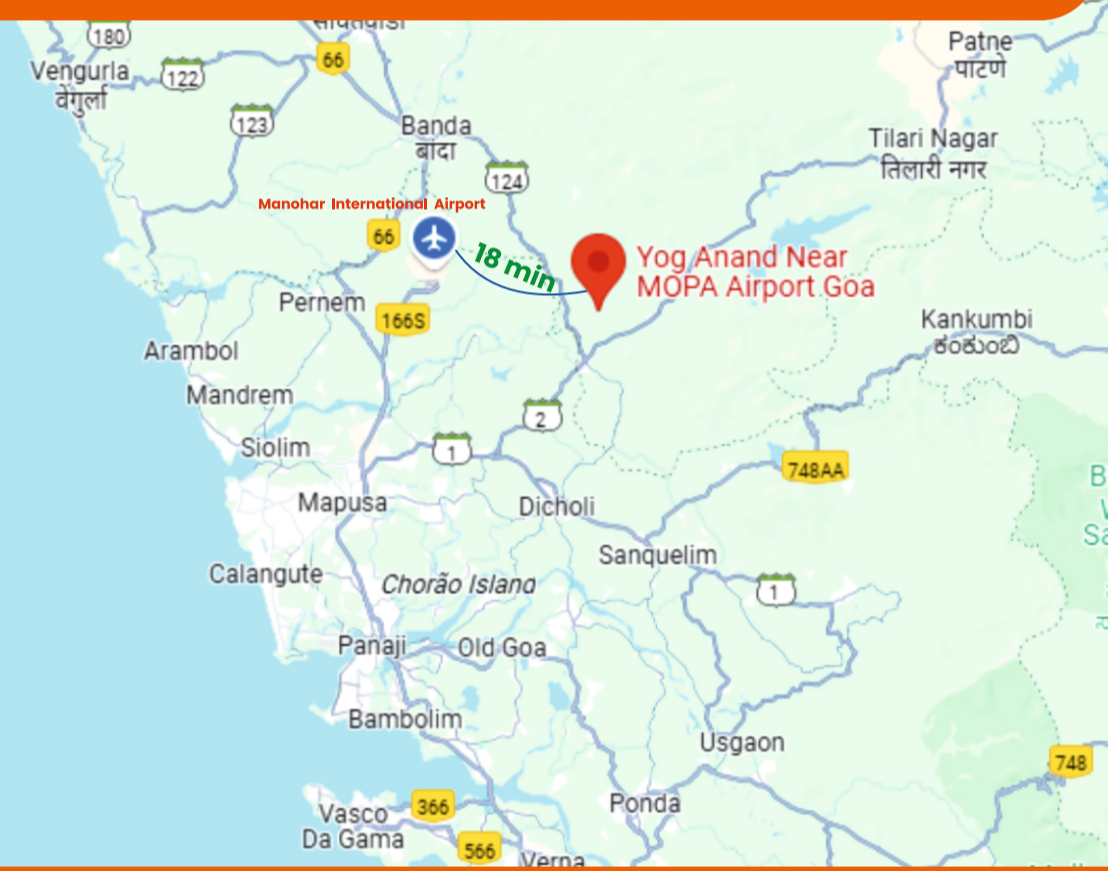 180
सावंतवाडी
66
Patne
पाटणे
Vengurla
वेंगुर्ला
122
123
Banda
बांदा
Tilari Nagar
तिलारी नगर
124
Manohar International Airport
66
18 min
Yog Anand Near
MOPA Airport Goa
Pernem
166S
Kankumbi
ಕಂಕುಂಬಿ
Arambol
Mandrem
2
Siolim
1
748AA
Mapusa
Dicholi
Sanquelim
Calangute
Chorão Island
1
Panaji
Old Goa
Bambolim
Usgaon
748
366
Ponda
Vasco
Da Gama
566
Verna